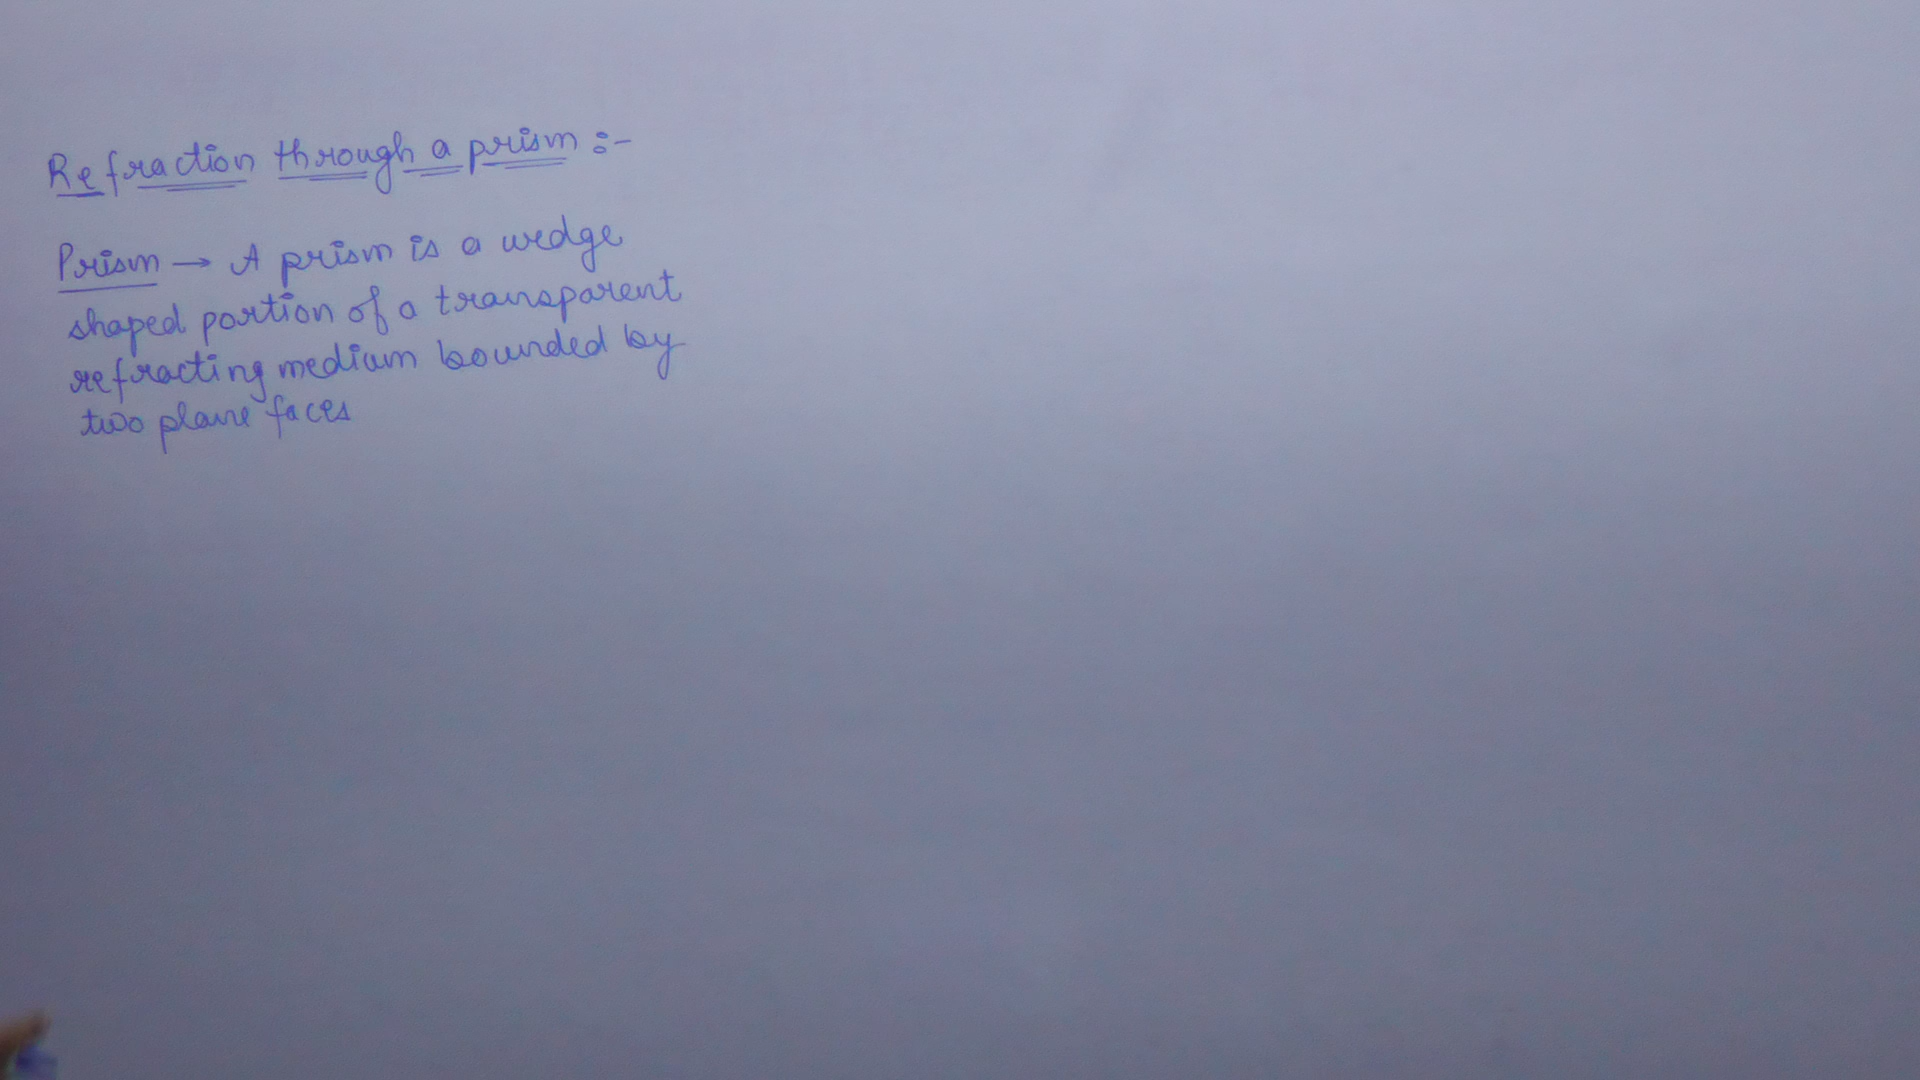 Refraction through a prism :-
Prism → A prism is a wedge
shaped portion of a transparent
refracting medium bounded by
two plane faces